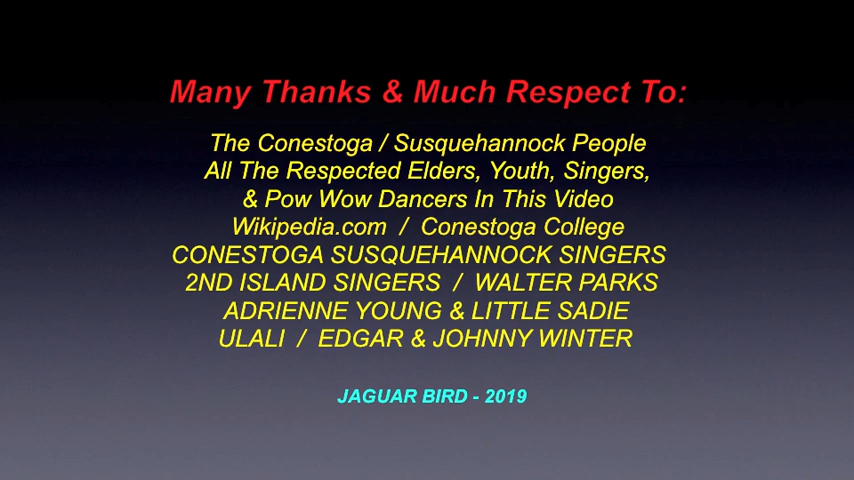 Many Thanks & Much Respect To:
The Conestoga / Susquehannock People
All The Respected Elders, Youth, Singers,
& Pow Wow Dancers In This Video
Wikipedia.com / Conestoga College
CONESTOGA SUSQUEHANNOCK SINGERS
2ND ISLAND SINGERS / WALTER PARKS
ADRIENNE YOUNG & LITTLE SADIE
ULALI / EDGAR & JOHNNY WINTER
JAGUAR BIRD - 2019